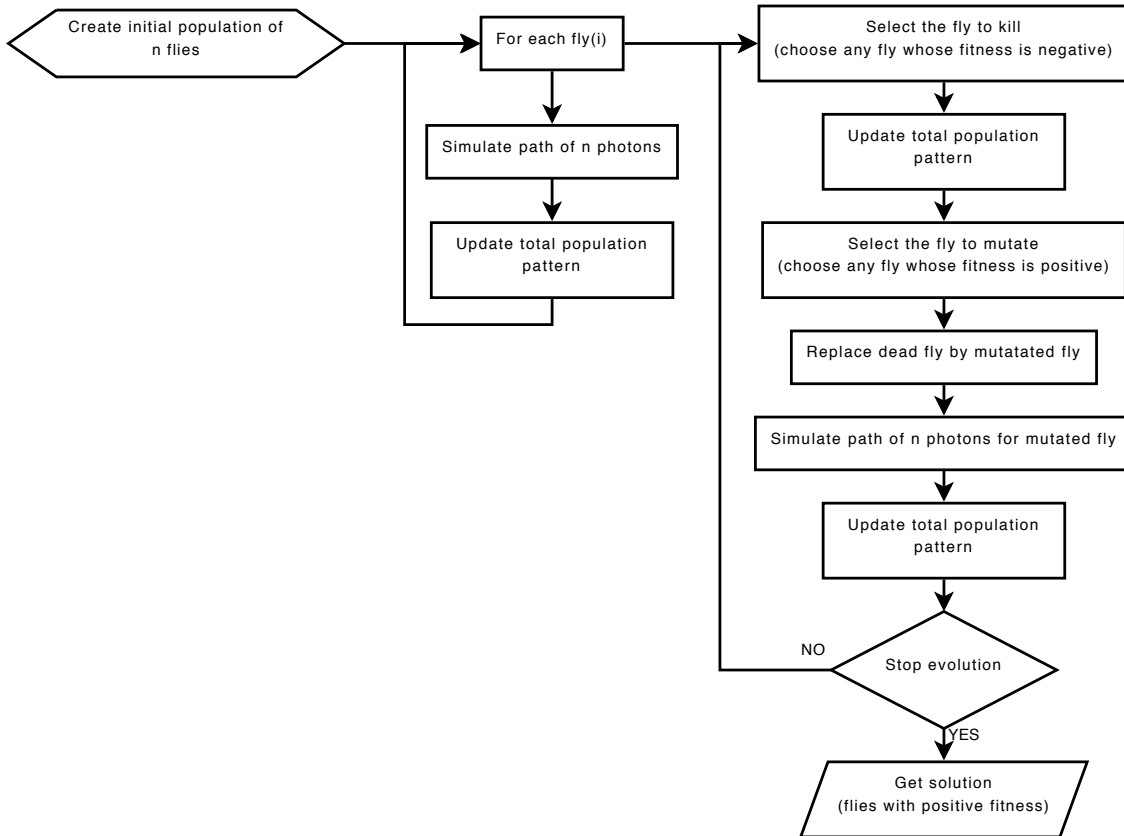 Create initial population of
n flies
For each fly(i)
Simulate path of n photons
Update total population
pattern
Select the fly to kill
(choose any fly whose fitness is negative)
Update total population
pattern
Select the fly to mutate
(choose any fly whose fitness is positive)
Replace dead fly by mutatated fly
Simulate path of n photons for mutated fly
Update total population
pattern
NO
Stop evolution
YES
Get solution
(flies with positive fitness)